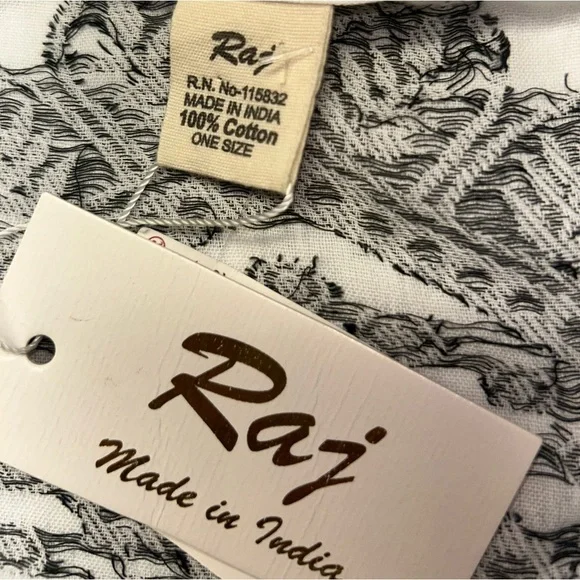 Raj
R.N. No-115832
MADE IN INDIA
100% Cotton
ONE SIZE
Raj
Made in India